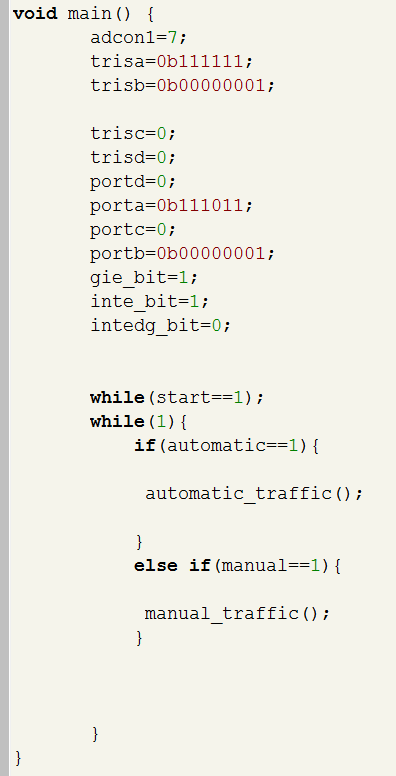 void main() {
adcon1=7;
trisa=0b111111;
trisb=0b00000001;
trisc=0;
trisd=0;
portd=0;
porta=0b111011;
portc=0;
portb=0b00000001;
gie_bit=1;
inte_bit=1;
intedg_bit=0;
while(start==1);
while(1){
if(automatic==1){
automatic_traffic();
}
else if(manual==1){
manual_traffic();
}
}
}